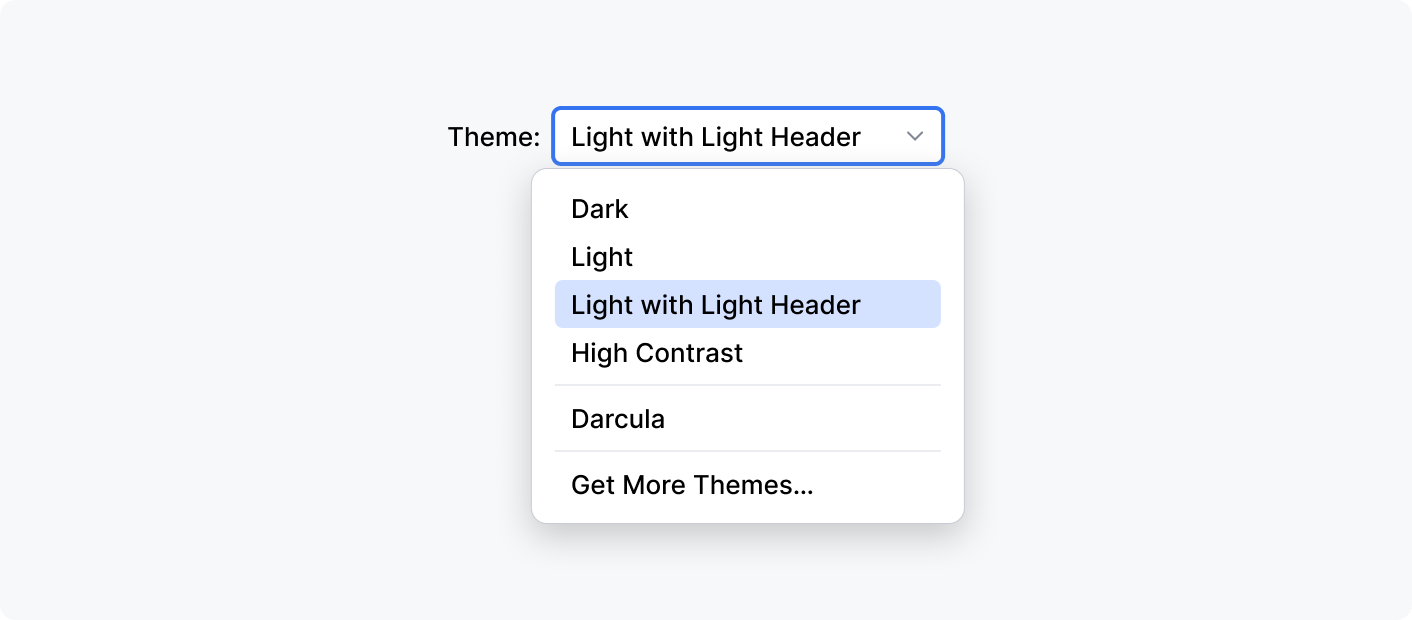 Theme: Light with Light Header
Dark
Light
Light with Light Header
High Contrast
Darcula
Get More Themes...